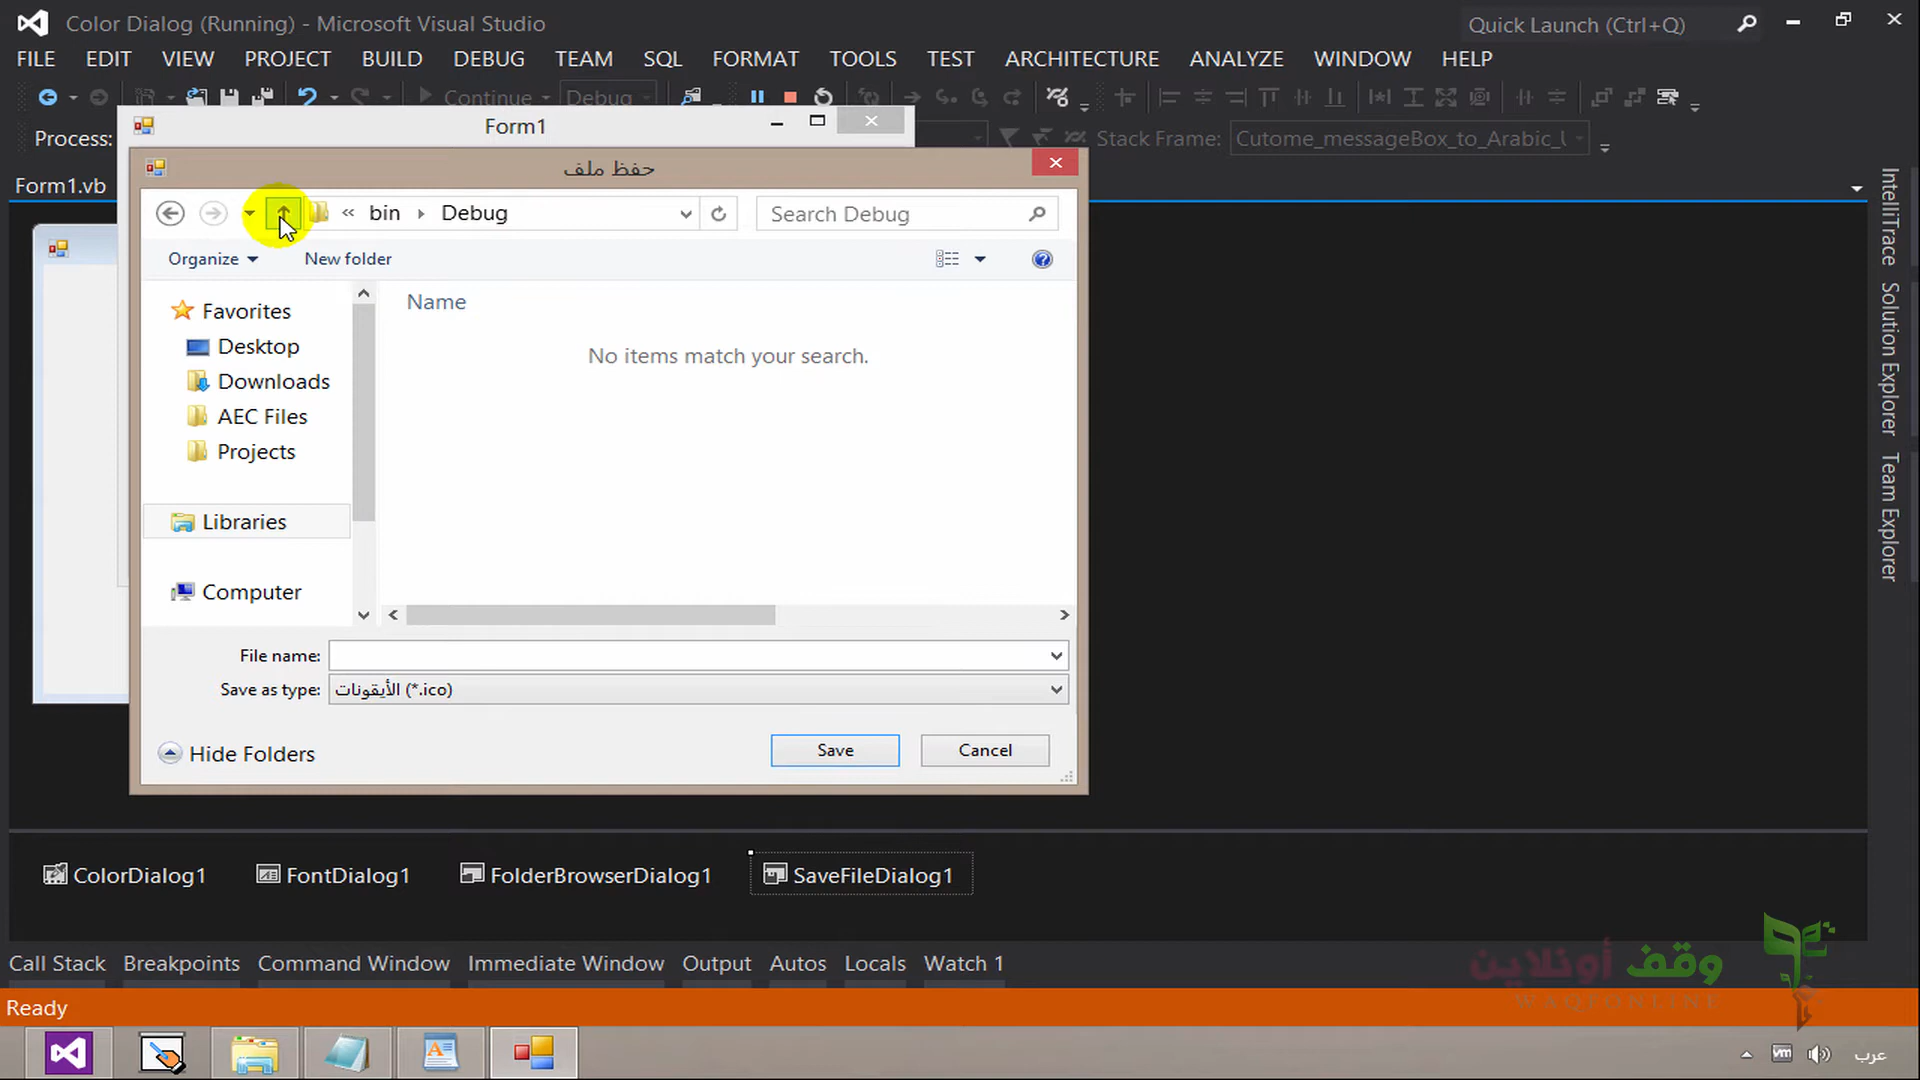 Color Dialog (Running) - Microsoft Visual Studio
Quick Launch (Ctrl+Q)
FILE EDIT VIEW PROJECT BUILD DEBUG TEAM SQL FORMAT TOOLS TEST ARCHITECTURE ANALYZE WINDOW HELP
Continue Debug
Process:
Stack Frame: Cutome_messageBox_to_Arabic_
Form1.vb
Form1
حفظ ملف
« bin Debug
Search Debug
Organize New folder
Favorites
Desktop
Downloads
AEC Files
Projects
Libraries
Computer
Name
No items match your search.
File name:
Save as type: الأيقونات (*.ico)
Hide Folders
Save Cancel
IntelliTrace
Solution Explorer
Team Explorer
ColorDialog1 FontDialog1 FolderBrowserDialog1 SaveFileDialog1
Call Stack Breakpoints Command Window Immediate Window Output Autos Locals Watch 1
وقف أونلاين
WAQFONLINE
Ready
vm
عرب